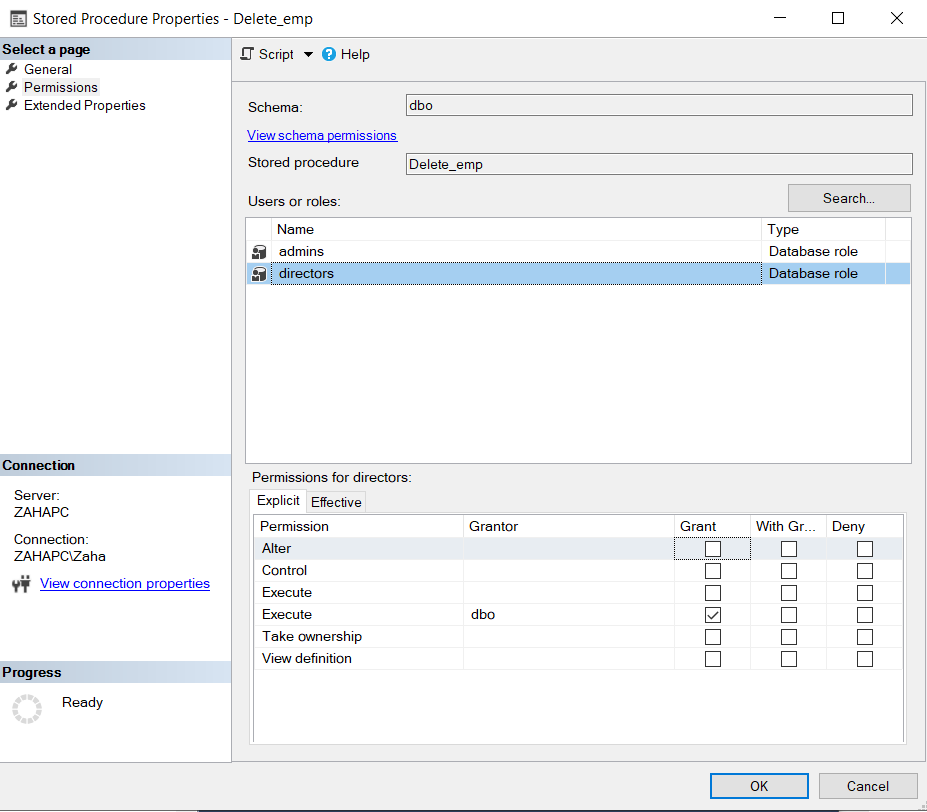 Stored Procedure Properties - Delete_emp
Select a page
General
Permissions
Extended Properties
Script
Help
Schema:
dbo
View schema permissions
Stored procedure
Delete_emp
Users or roles:
Search...
Name Type
admins Database role
directors Database role
Permissions for directors:
Explicit Effective
Permission Grantor Grant With Gr... Deny
Alter
Control
Execute
Execute dbo
Take ownership
View definition
Connection
Server:
ZAHAPC
Connection:
ZAHAPC\Zaha
View connection properties
Progress
Ready
OK Cancel